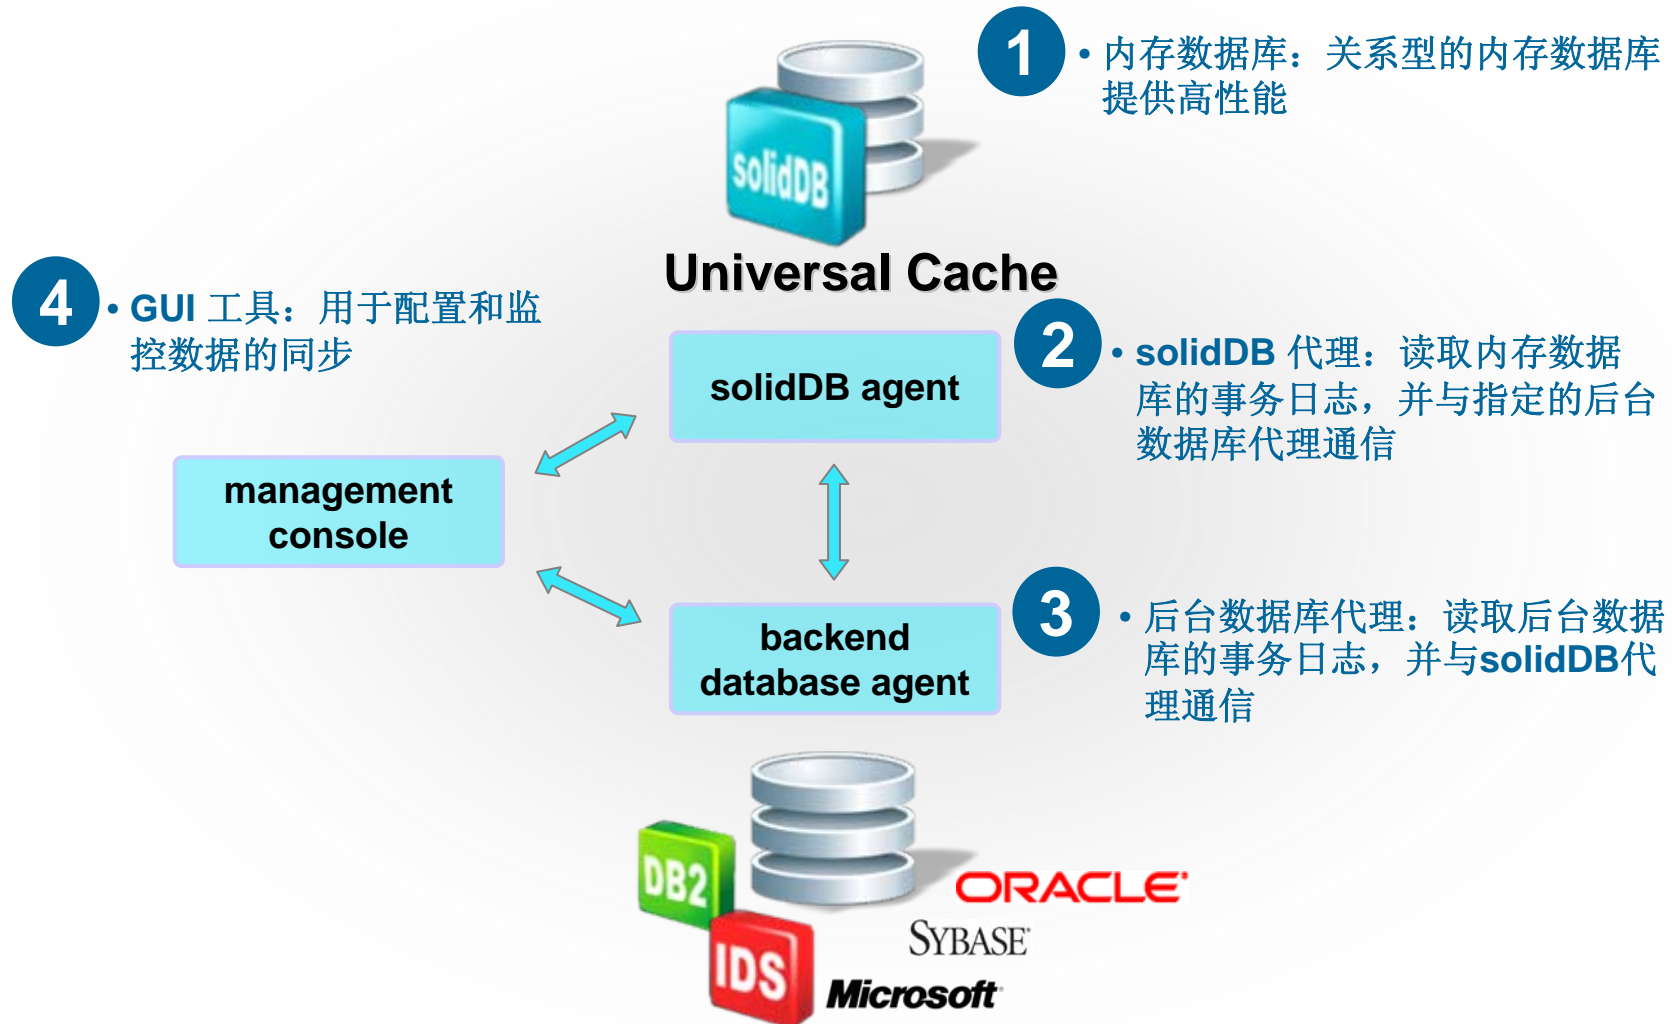 1
• 内存数据库：关系型的内存数据库
提供高性能
solidDB
Universal Cache
4
• GUI 工具：用于配置和监
控数据的同步
solidDB agent
2
• solidDB 代理：读取内存数据
库的事务日志，并与指定的后台
数据库代理通信
management
console
backend
database agent
3
• 后台数据库代理：读取后台数据
库的事务日志，并与solidDB代
理通信
DB2
IDS
ORACLE
SYBASE
Microsoft